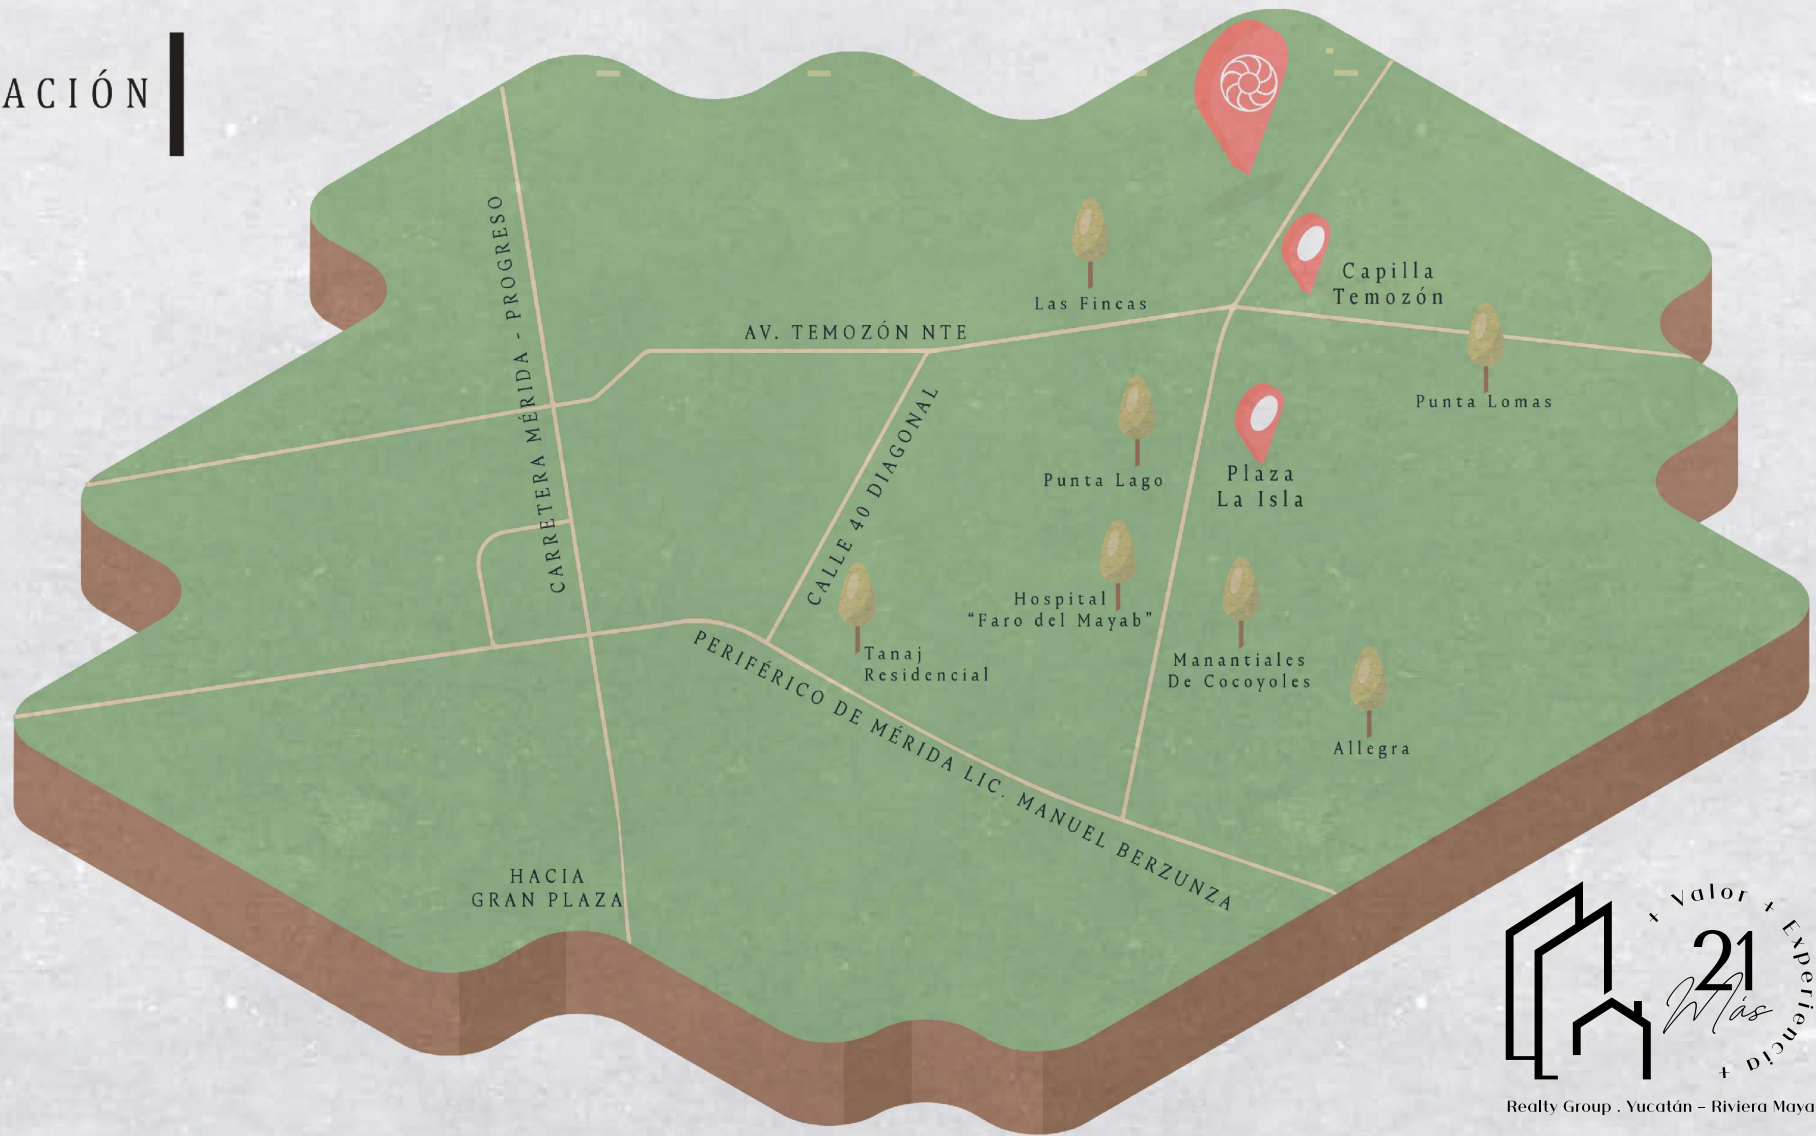 ACIÓN
CARRETERA MÉRIDA - PROGRESO
AV. TEMOZÓN NTE
Las Fincas
Capilla
Temozón
Punta Lomas
CALLE 40 DIAGONAL
Punta Lago
Plaza
La Isla
Hospital
“Faro del Mayab”
Tanaj
Residencial
Manantiales
De Cocoyoles
Allegra
PERIFÉRICO DE MÉRIDA LIC. MANUEL BERZUNZA
HACIA
GRAN PLAZA
+ Valor + Experiencia +
21
Más
Realty Group . Yucatán – Riviera Maya